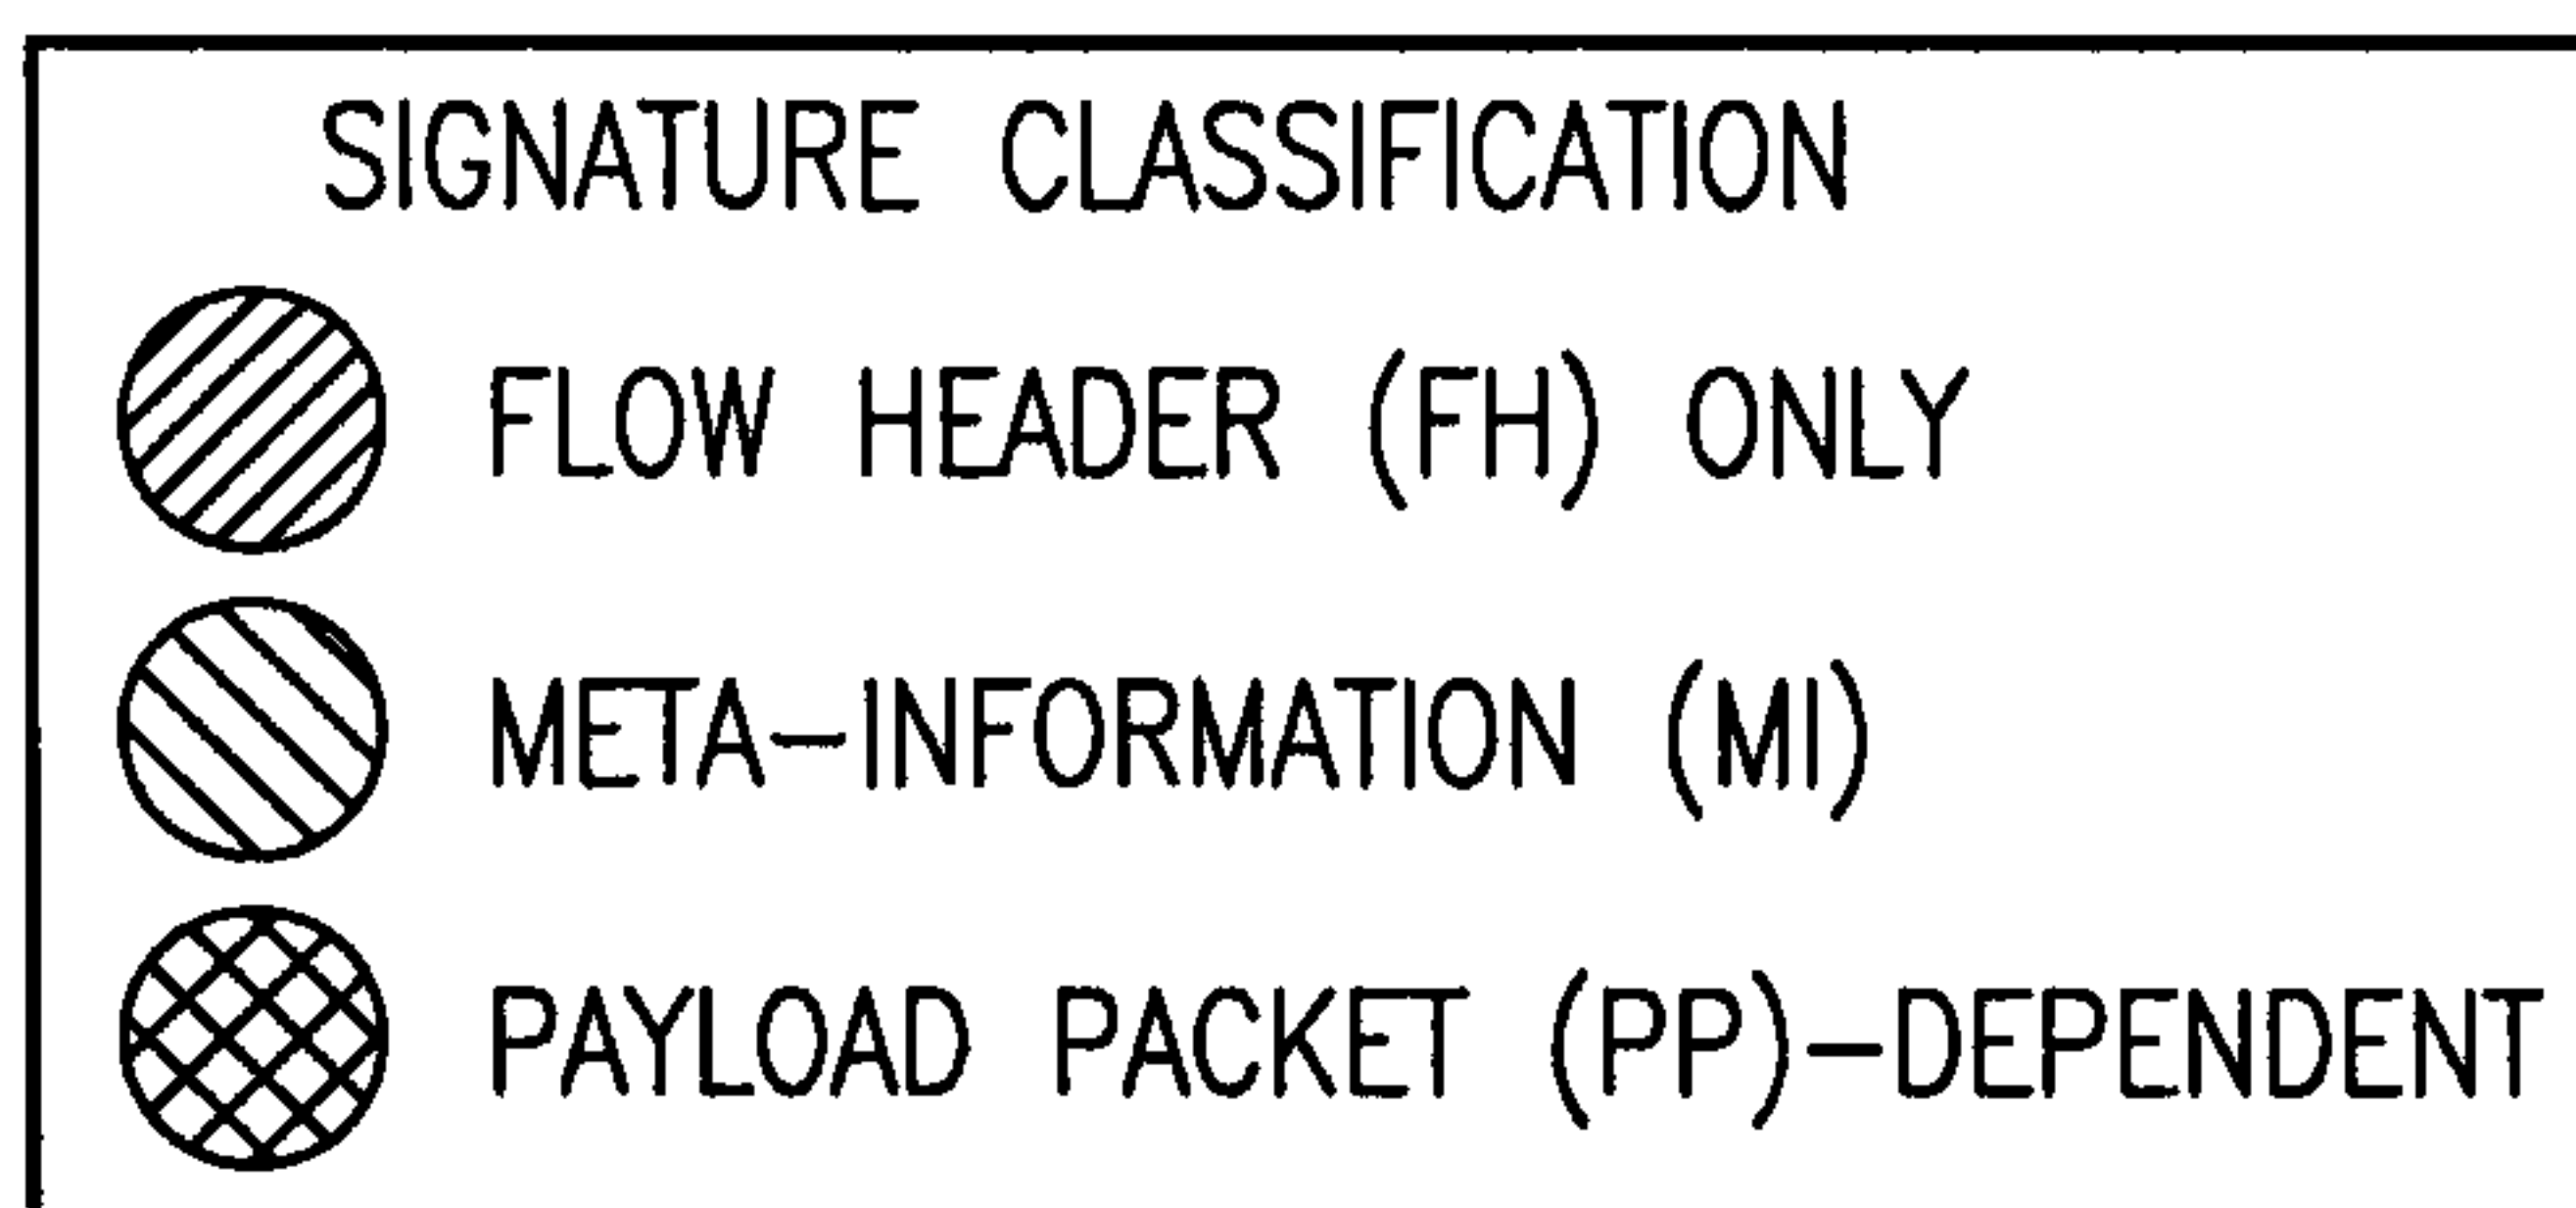 SIGNATURE CLASSIFICATION
FLOW HEADER (FH) ONLY
META-INFORMATION (MI)
PAYLOAD PACKET (PP)-DEPENDENT